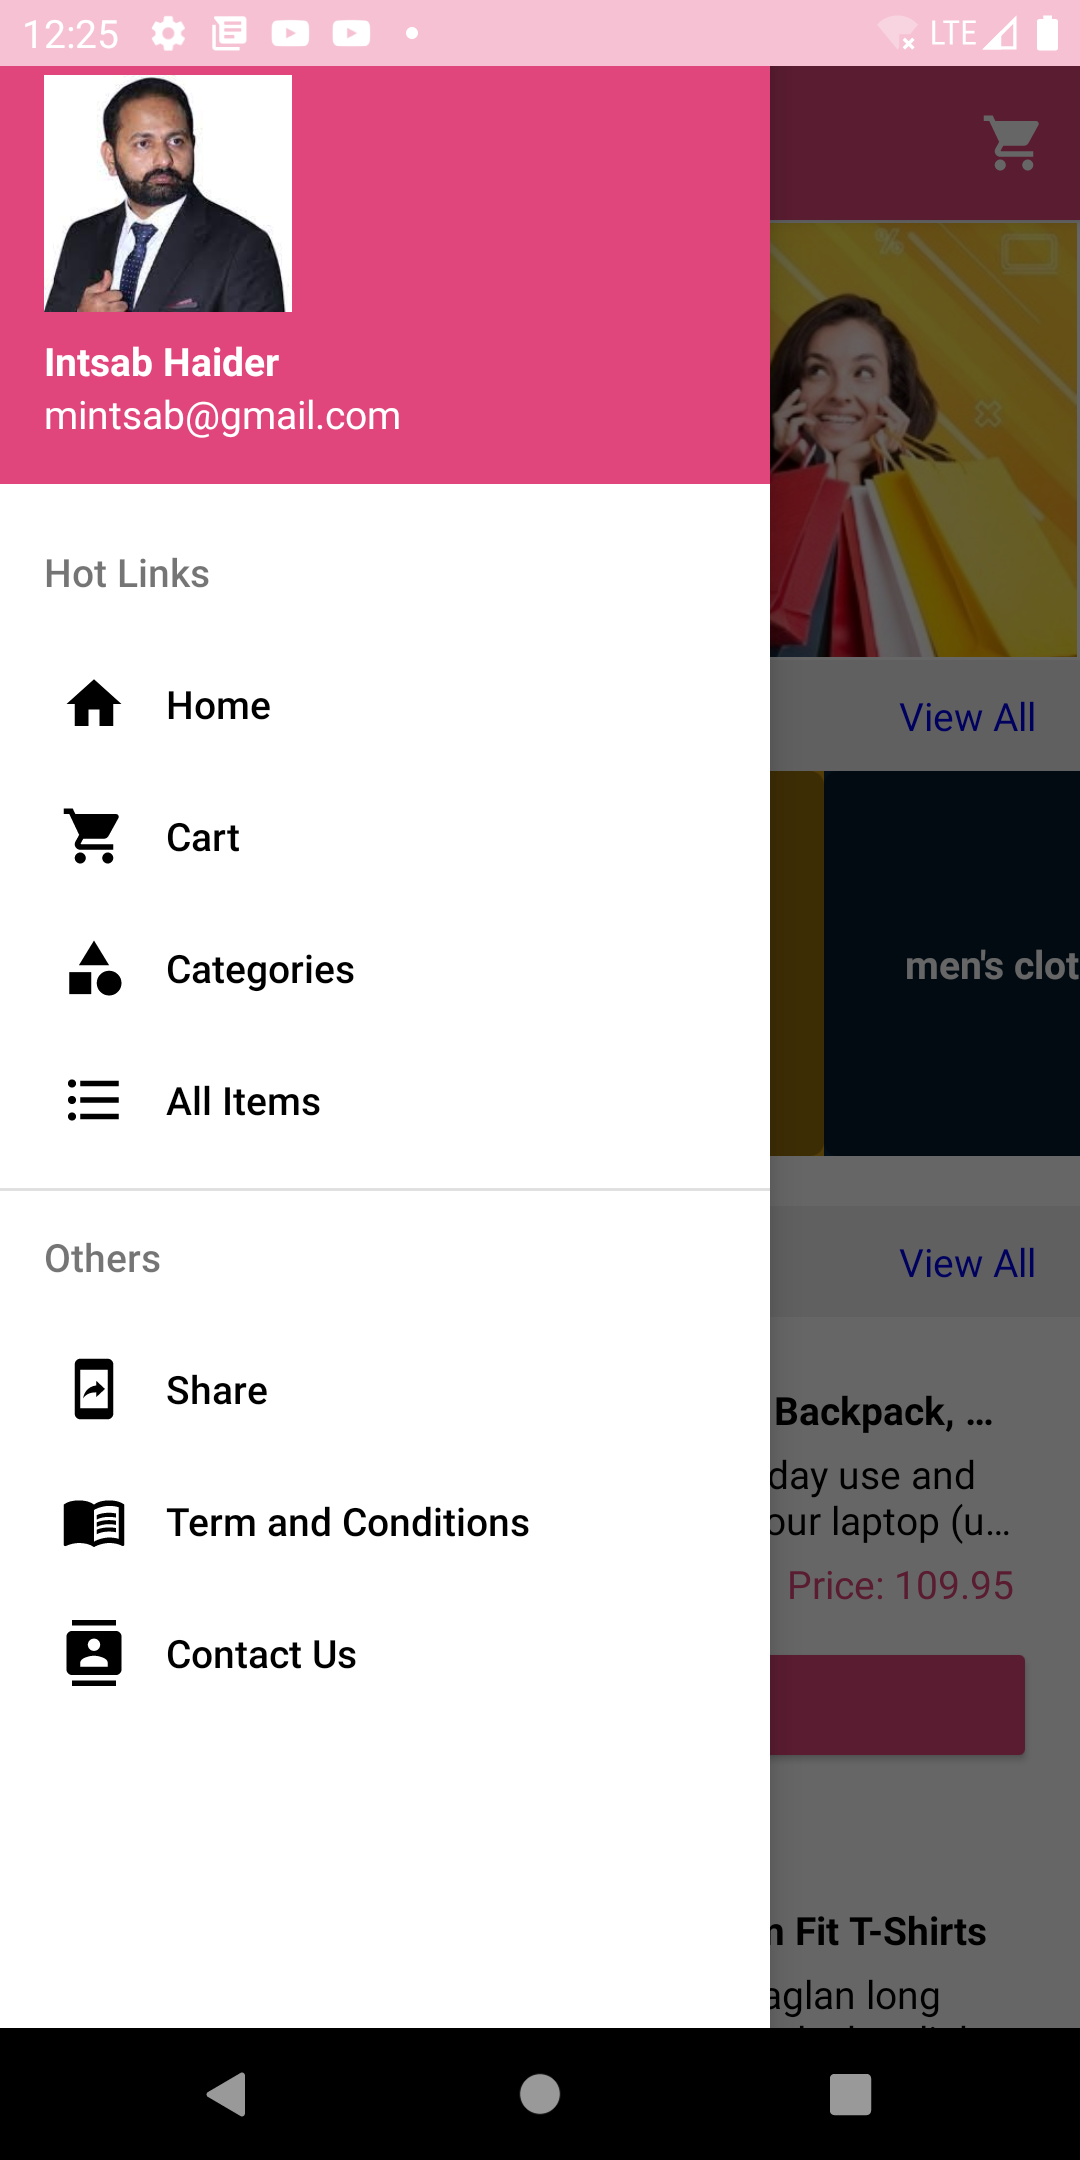 12:25
LTE
Intsab Haider
mintsab@gmail.com
Hot Links
Home
Cart
Categories
All Items
Others
Share
Term and Conditions
Contact Us
%
View All
men's clot
View All
Backpack, ...
day use and
our laptop (u...
Price: 109.95
n Fit T-Shirts
aglan long